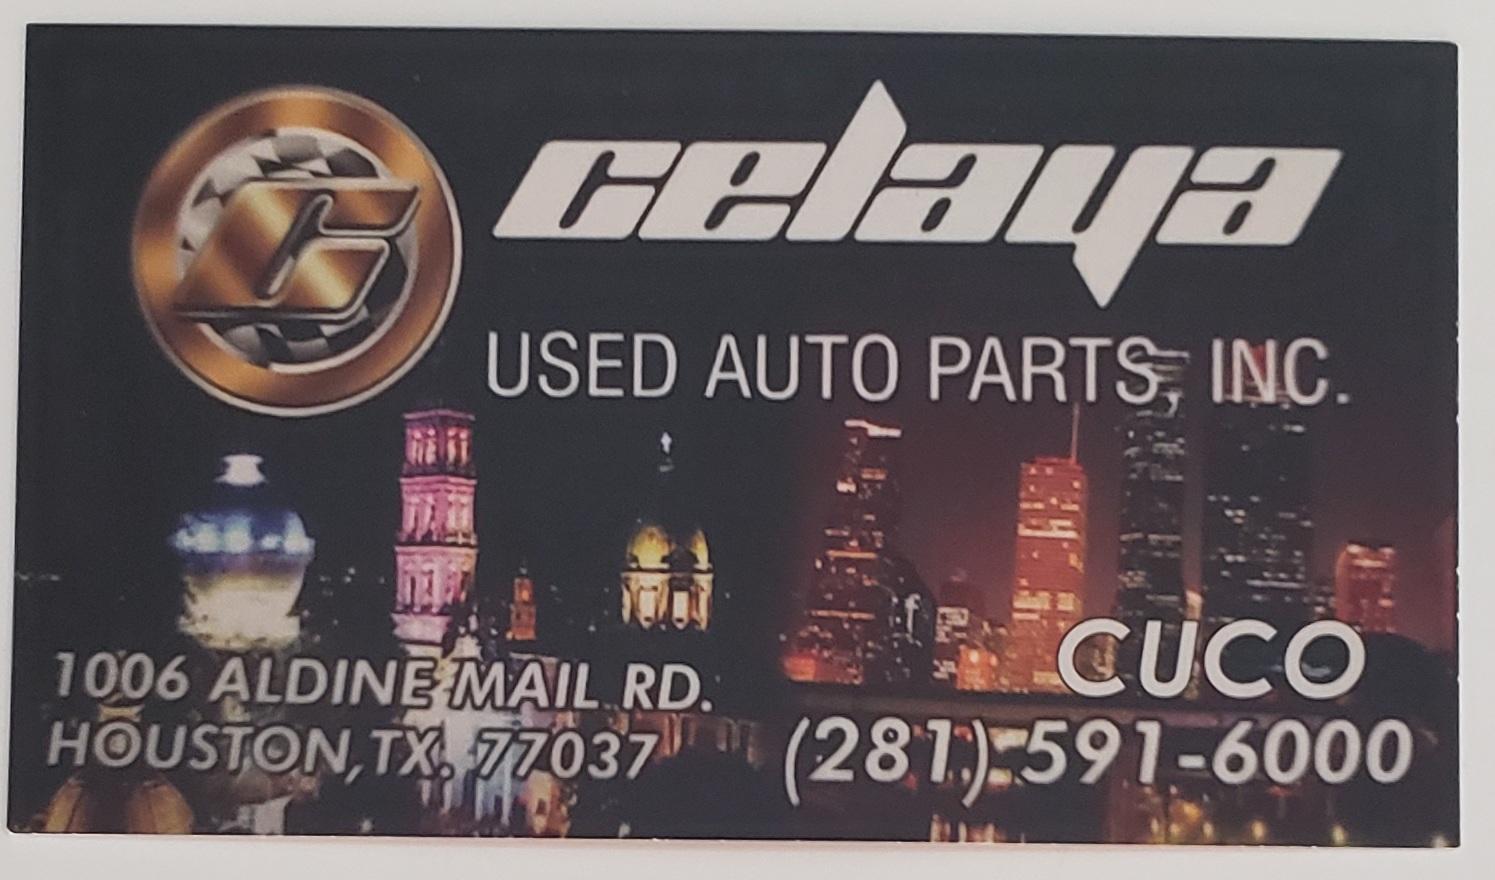 C
celaya
USED AUTO PARTS, INC.
1006 ALDINE MAIL RD.
HOUSTON, TX. 77037
CUCO
(281) 591-6000